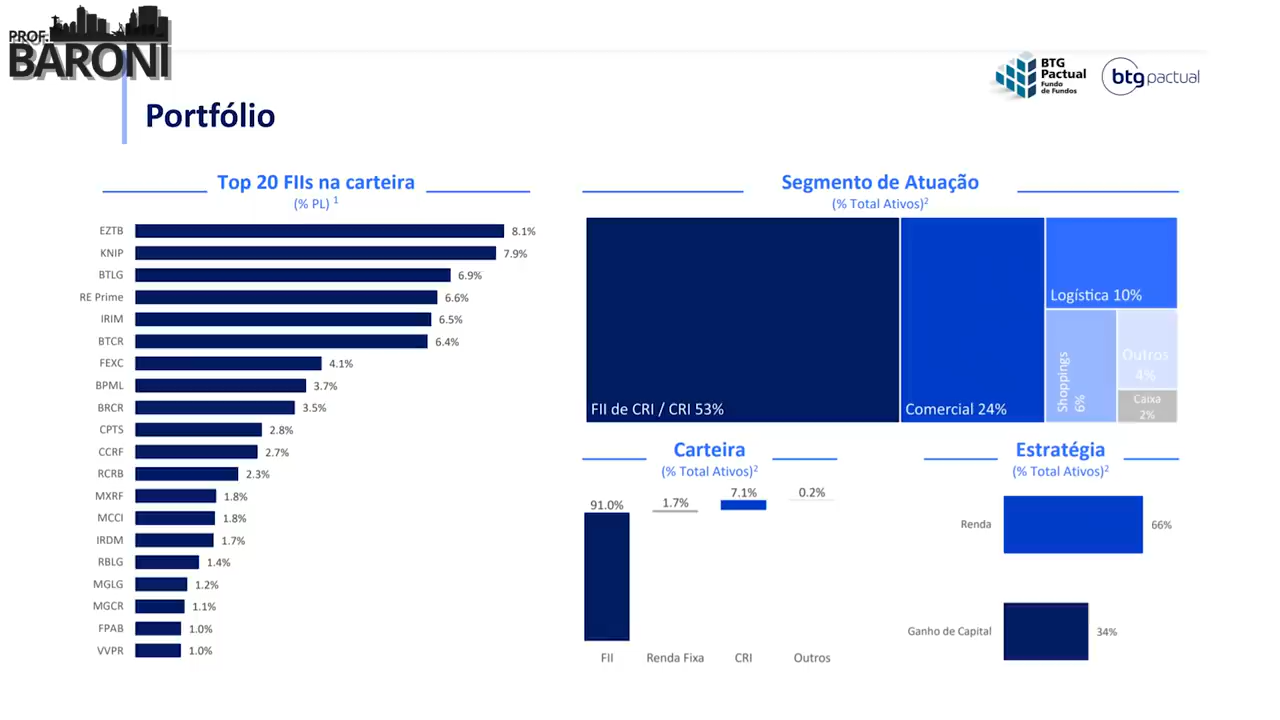 PROF.
BARONI
BTG
Pactual
Fundo
de Fundos
btgpactual
Portfólio
Top 20 FIIs na carteira
(% PL) 1
EZTB 8.1%
KNIP 7.9%
BTLG 6.9%
RE Prime 6.6%
IRIM 6.5%
BTCR 6.4%
FEXC 4.1%
BPML 3.7%
BRCR 3.5%
CPTS 2.8%
CCRF 2.7%
RCRB 2.3%
MXRF 1.8%
MCCI 1.8%
IRDM 1.7%
RBLG 1.4%
MGLG 1.2%
MGCR 1.1%
FPAB 1.0%
VVPR 1.0%
Segmento de Atuação
(% Total Ativos)2
FII de CRI / CRI 53%
Comercial 24%
Logística 10%
Shoppings
6%
Outros
4%
Caixa
2%
Carteira
(% Total Ativos)2
91.0% 1.7% 7.1% 0.2%
FII Renda Fixa CRI Outros
Estratégia
(% Total Ativos)2
Renda 66%
Ganho de Capital 34%